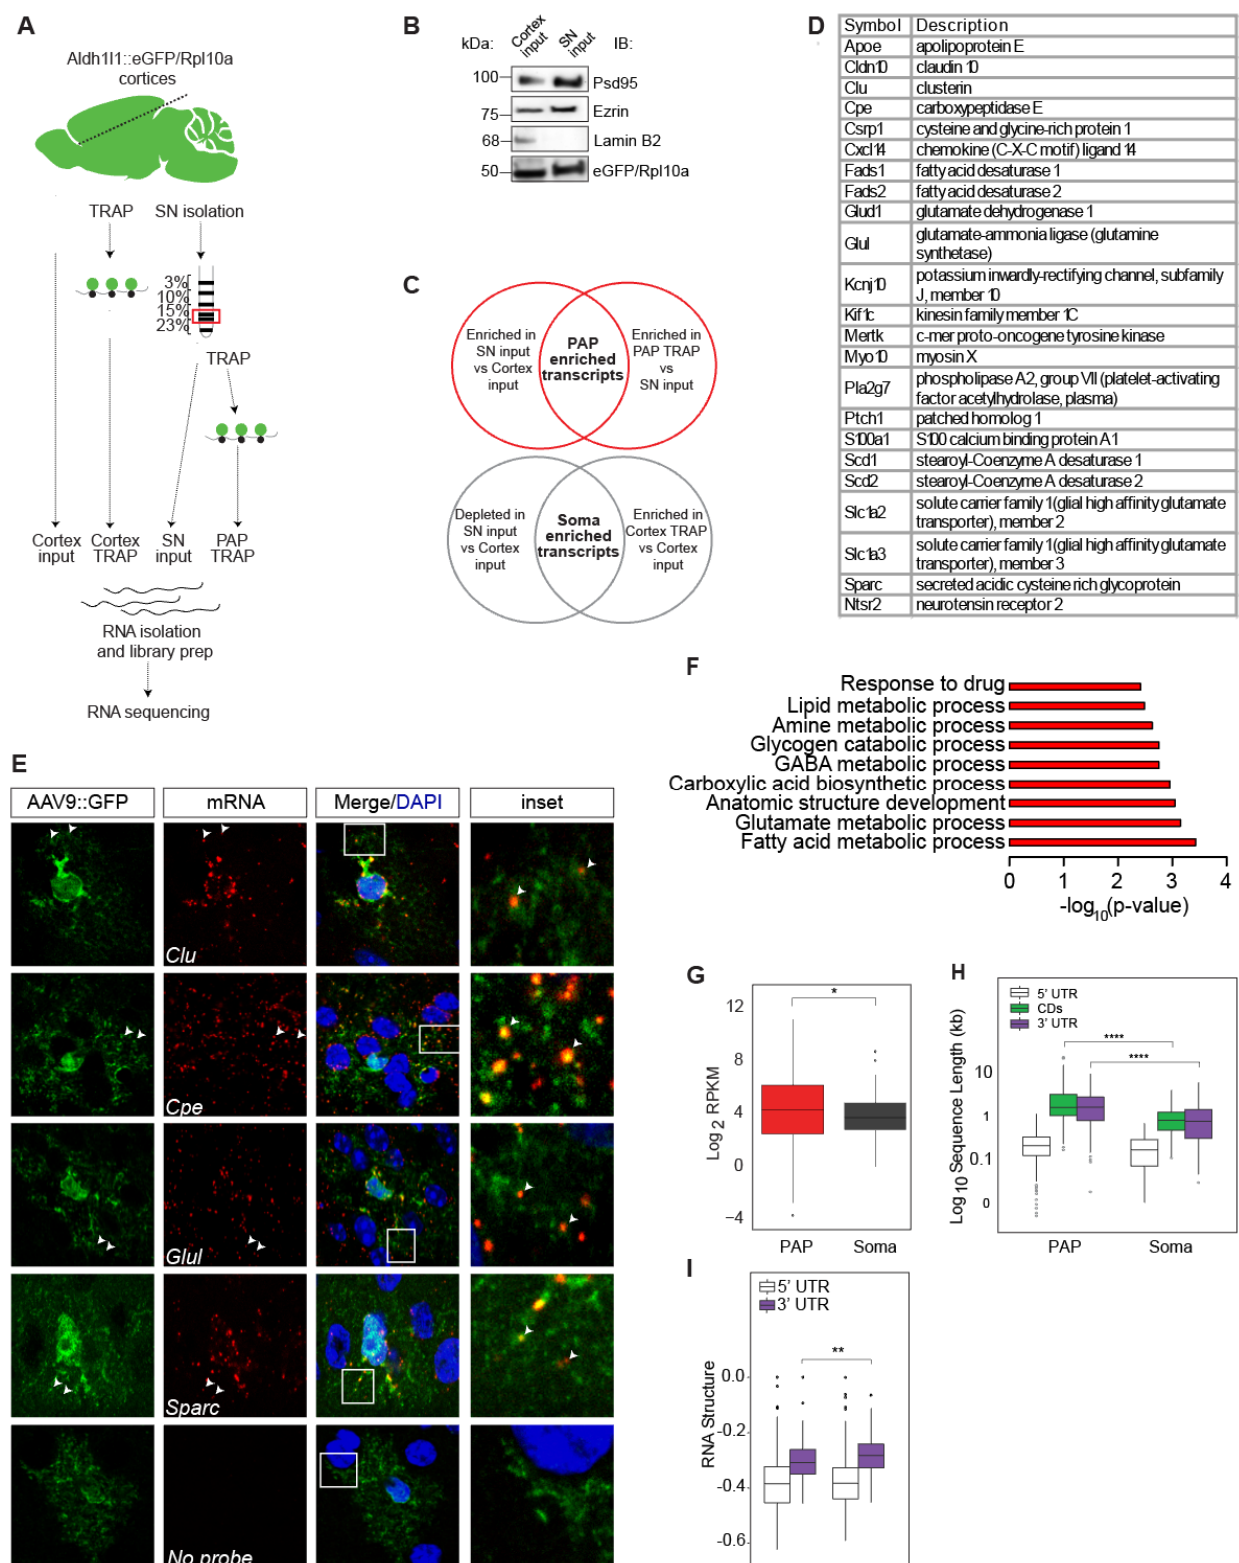 A
Aldh1l1::eGFP/Rpl10a
cortices
TRAP
SN isolation
3%
10%
15%
23%
TRAP
Cortex
input
Cortex
TRAP
SN
input
PAP
TRAP
RNA isolation
and library prep
RNA sequencing
B
kDa:
Cortex
input
SN
input
IB:
100
Psd95
75
Ezrin
68
Lamin B2
50
eGFP/Rpl10a
C
Enriched in
SN input
vs Cortex
input
PAP
enriched
transcripts
Enriched in
PAP TRAP
vs
SN input
Depleted in
SN input
vs Cortex
input
Soma
enriched
transcripts
Enriched in
Cortex TRAP
vs Cortex
input
D
Symbol Description
Apoe apolipoprotein E
Cldn10 claudin 10
Clu clusterin
Cpe carboxypeptidase E
Csrp1 cysteine and glycine-rich protein 1
Cxcl14 chemokine (C-X-C motif) ligand 14
Fads1 fatty acid desaturase 1
Fads2 fatty acid desaturase 2
Glud1 glutamate dehydrogenase 1
Glul glutamate-ammonia ligase (glutamine
synthetase)
Kcnj10 potassium inwardly-rectifying channel, subfamily
J, member 10
Kif1c kinesin family member 1C
Mertk c-mer proto-oncogene tyrosine kinase
Myo10 myosin X
Pla2g7 phospholipase A2, group VII (platelet-activating
factor acetylhydrolase, plasma)
Ptch1 patched homolog 1
S100a1 S100 calcium binding protein A1
Scd1 stearoyl-Coenzyme A desaturase 1
Scd2 stearoyl-Coenzyme A desaturase 2
Slc1a2 solute carrier family 1 (glial high affinity glutamate
transporter), member 2
Slc1a3 solute carrier family 1 (glial high affinity glutamate
transporter), member 3
Sparc secreted acidic cysteine rich glycoprotein
Ntsr2 neurotensin receptor 2
E
AAV9::GFP
mRNA
Merge/DAPI
inset
Clu
Cpe
Glul
Sparc
No probe
F
Response to drug
Lipid metabolic process
Amine metabolic process
Glycogen catabolic process
GABA metabolic process
Carboxylic acid biosynthetic process
Anatomic structure development
Glutamate metabolic process
Fatty acid metabolic process
0 1 2 3 4
-log10(p-value)
G
Log 2 RPKM
12
8
4
0
−4
*
PAP
Soma
H
Log 10 Sequence Length (kb)
5' UTR
CDs
3' UTR
****
****
10
1
0.1
0
PAP
Soma
I
RNA Structure
5' UTR
3' UTR
**
0.0
-0.2
-0.4
-0.6